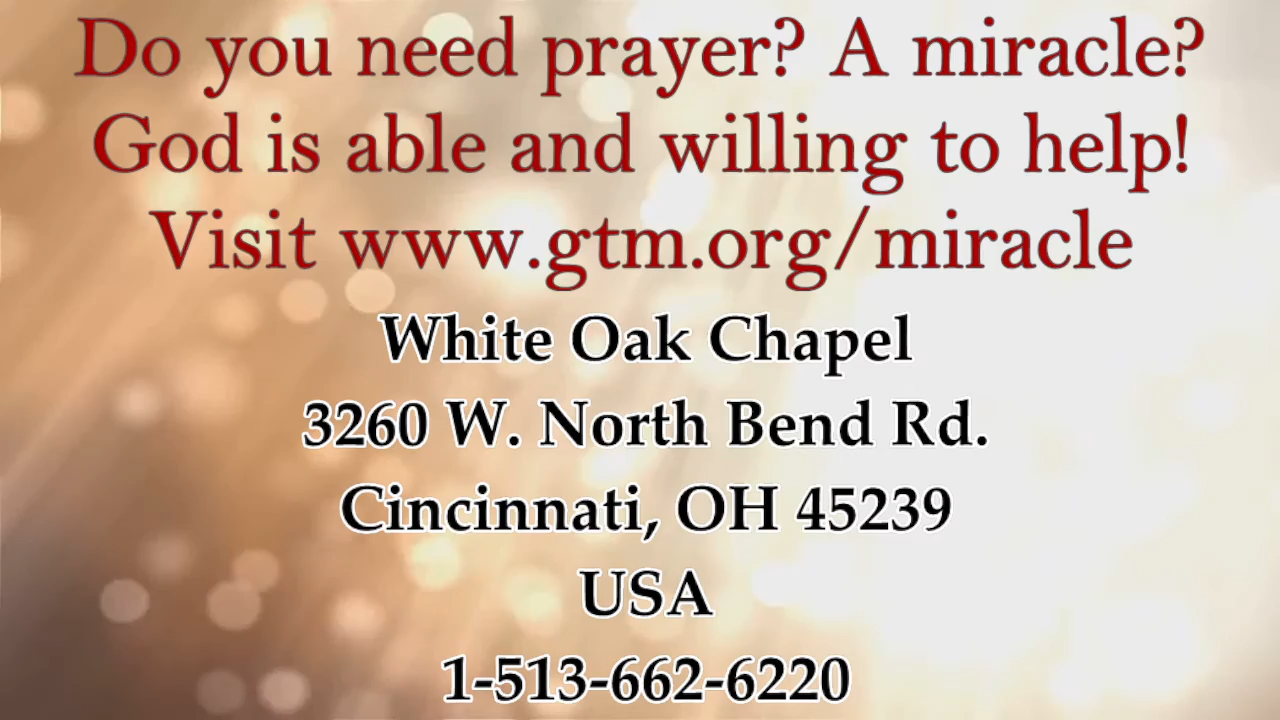 Do you need prayer? A miracle?
God is able and willing to help!
Visit www.gtm.org/miracle
White Oak Chapel
3260 W. North Bend Rd.
Cincinnati, OH 45239
USA
1-513-662-6220